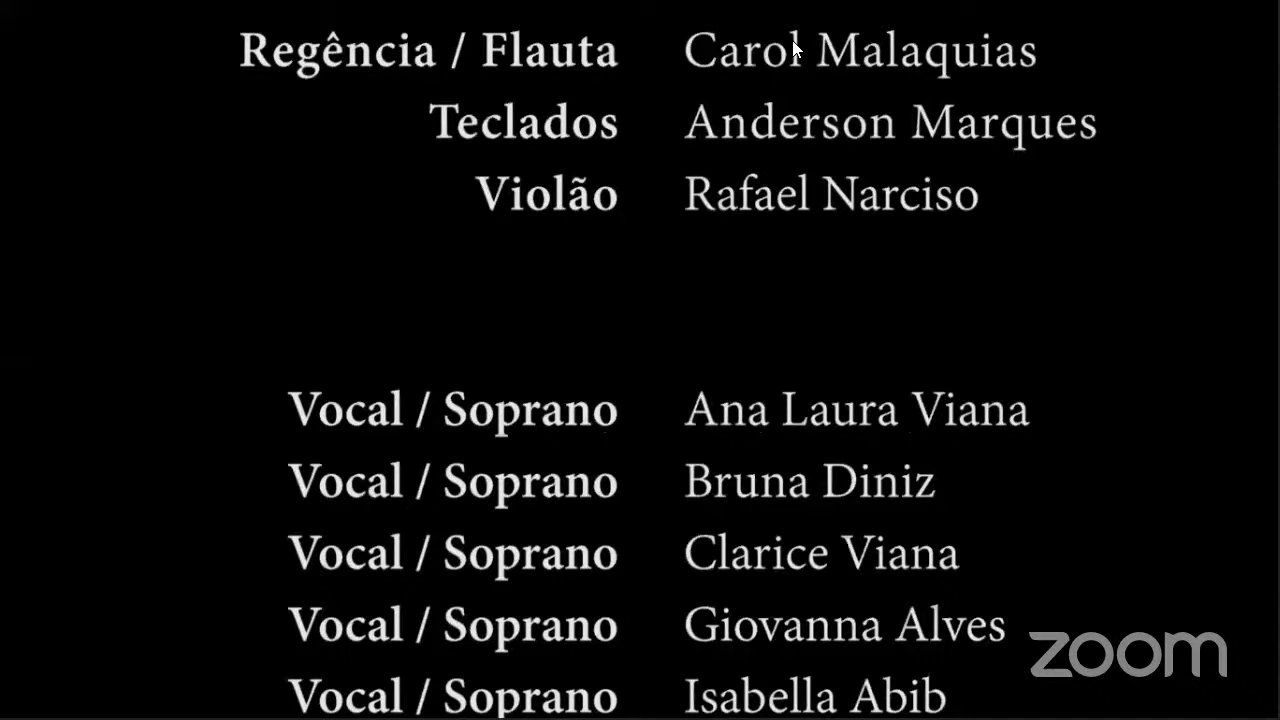 Regência / Flauta Carol Malaquias
Teclados Anderson Marques
Violão Rafael Narciso
Vocal / Soprano Ana Laura Viana
Vocal / Soprano Bruna Diniz
Vocal / Soprano Clarice Viana
Vocal / Soprano Giovanna Alves
zoom
Vocal / Soprano Isabella Abib